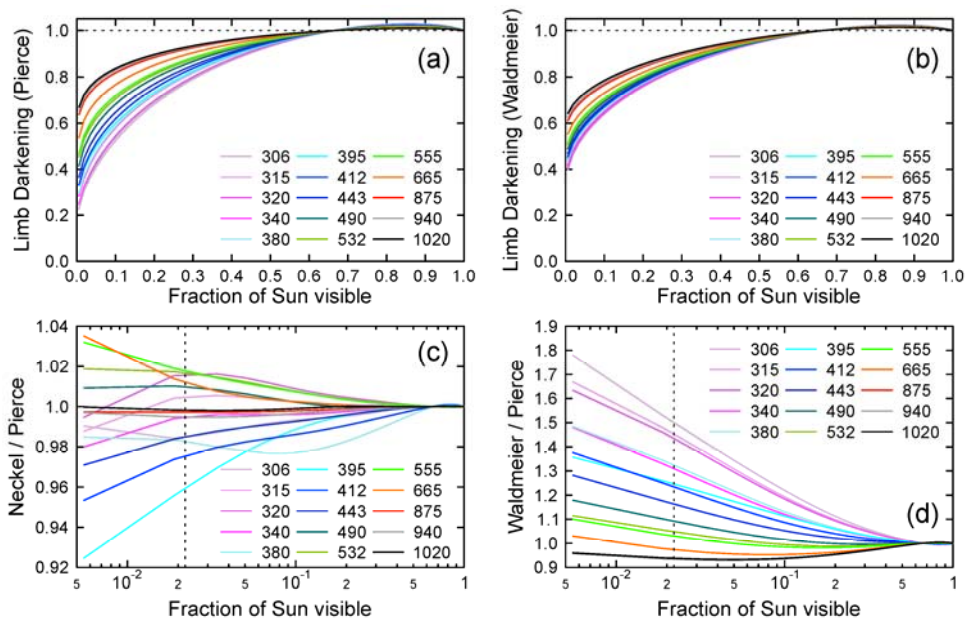 Limb Darkening (Pierce)
1.0
0.8
0.6
0.4
0.2
0.0
(a)
306 395 555
315 412 665
320 443 875
340 490 940
380 532 1020
0.0 0.1 0.2 0.3 0.4 0.5 0.6 0.7 0.8 0.9 1.0
Fraction of Sun visible
Limb Darkening (Waldmeier)
1.0
0.8
0.6
0.4
0.2
0.0
(b)
306 395 555
315 412 665
320 443 875
340 490 940
380 532 1020
0.0 0.1 0.2 0.3 0.4 0.5 0.6 0.7 0.8 0.9 1.0
Fraction of Sun visible
Neckel / Pierce
1.04
1.02
1.00
0.98
0.96
0.94
0.92
(c)
306 395 555
315 412 665
320 443 875
340 490 940
380 532 1020
5 10-2 2 5 10-1 2 5 1
Fraction of Sun visible
Waldmeier / Pierce
1.9
1.8
1.7
1.6
1.5
1.4
1.3
1.2
1.1
1.0
0.9
306 395 555
315 412 665
320 443 875
340 490 940
380 532 1020
(d)
5 10-2 2 5 10-1 2 5 1
Fraction of Sun visible